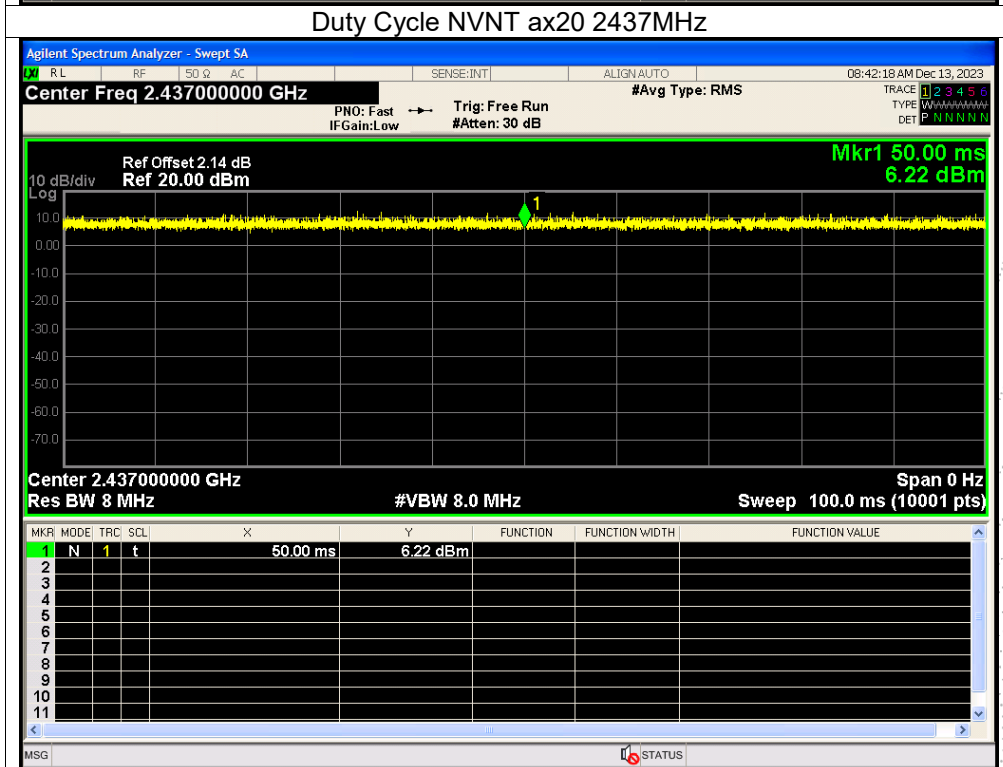 Duty Cycle NVNT ax20 2437MHz
Agilent Spectrum Analyzer - Swept SA
LXI RL RF 50 Ω AC SENSE:INT ALIGN AUTO 08:42:18 AM Dec 13, 2023
Center Freq 2.437000000 GHz #Avg Type: RMS TRACE 1 2 3 4 5 6
PNO: Fast Trig: Free Run TYPE WWWWWW
IFGain:Low #Atten: 30 dB DET P N N N N N
Mkr1 50.00 ms
Ref Offset 2.14 dB
10 dB/div Ref 20.00 dBm 6.22 dBm
Log
1
10.0
0.00
-10.0
-20.0
-30.0
-40.0
-50.0
-60.0
-70.0
Center 2.437000000 GHz Span 0 Hz
Res BW 8 MHz #VBW 8.0 MHz Sweep 100.0 ms (10001 pts)
MKR MODE TRC SCL X Y FUNCTION FUNCTION WIDTH FUNCTION VALUE
1 N 1 t 50.00 ms 6.22 dBm
2
3
4
5
6
7
8
9
10
11
MSG STATUS